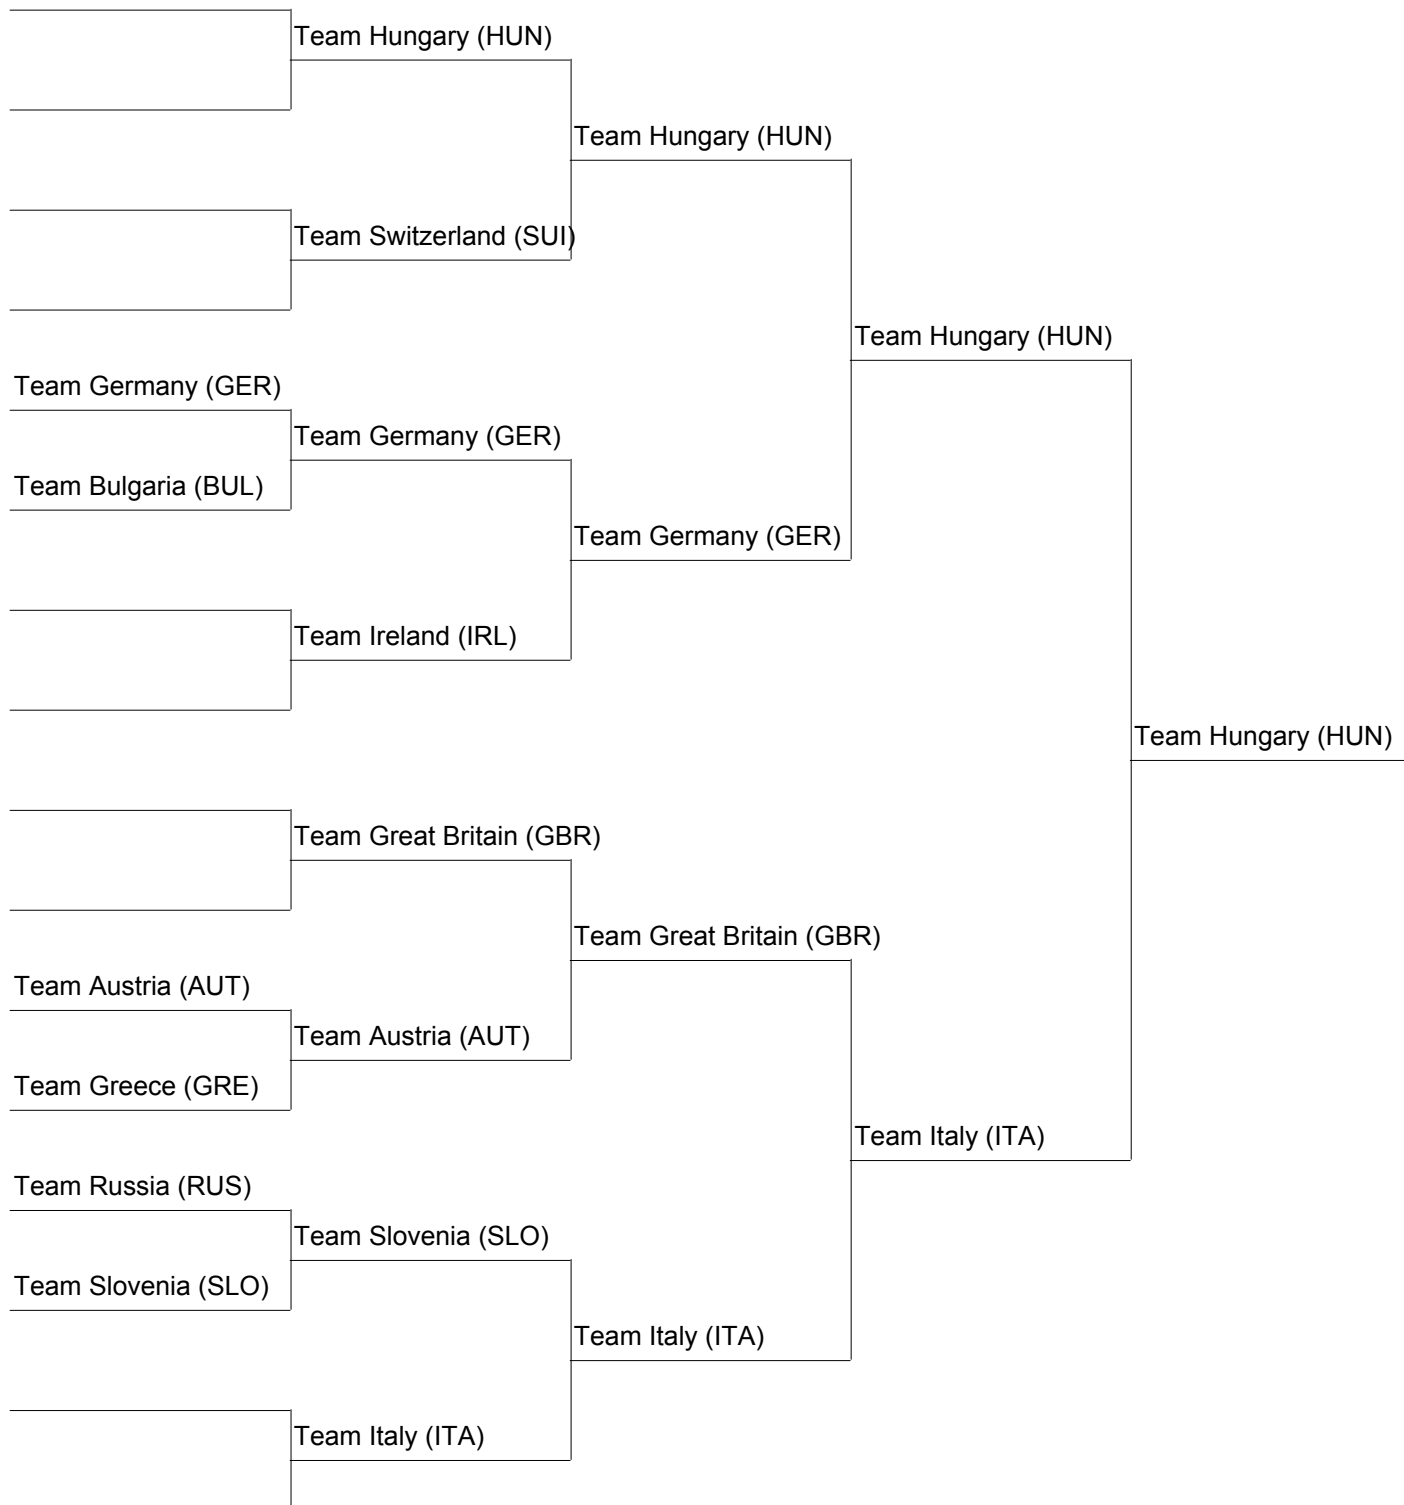 Team Hungary (HUN)
Team Hungary (HUN)
Team Switzerland (SUI)
Team Hungary (HUN)
Team Germany (GER)
Team Germany (GER)
Team Bulgaria (BUL)
Team Germany (GER)
Team Ireland (IRL)
Team Hungary (HUN)
Team Great Britain (GBR)
Team Great Britain (GBR)
Team Austria (AUT)
Team Austria (AUT)
Team Greece (GRE)
Team Italy (ITA)
Team Russia (RUS)
Team Slovenia (SLO)
Team Slovenia (SLO)
Team Italy (ITA)
Team Italy (ITA)